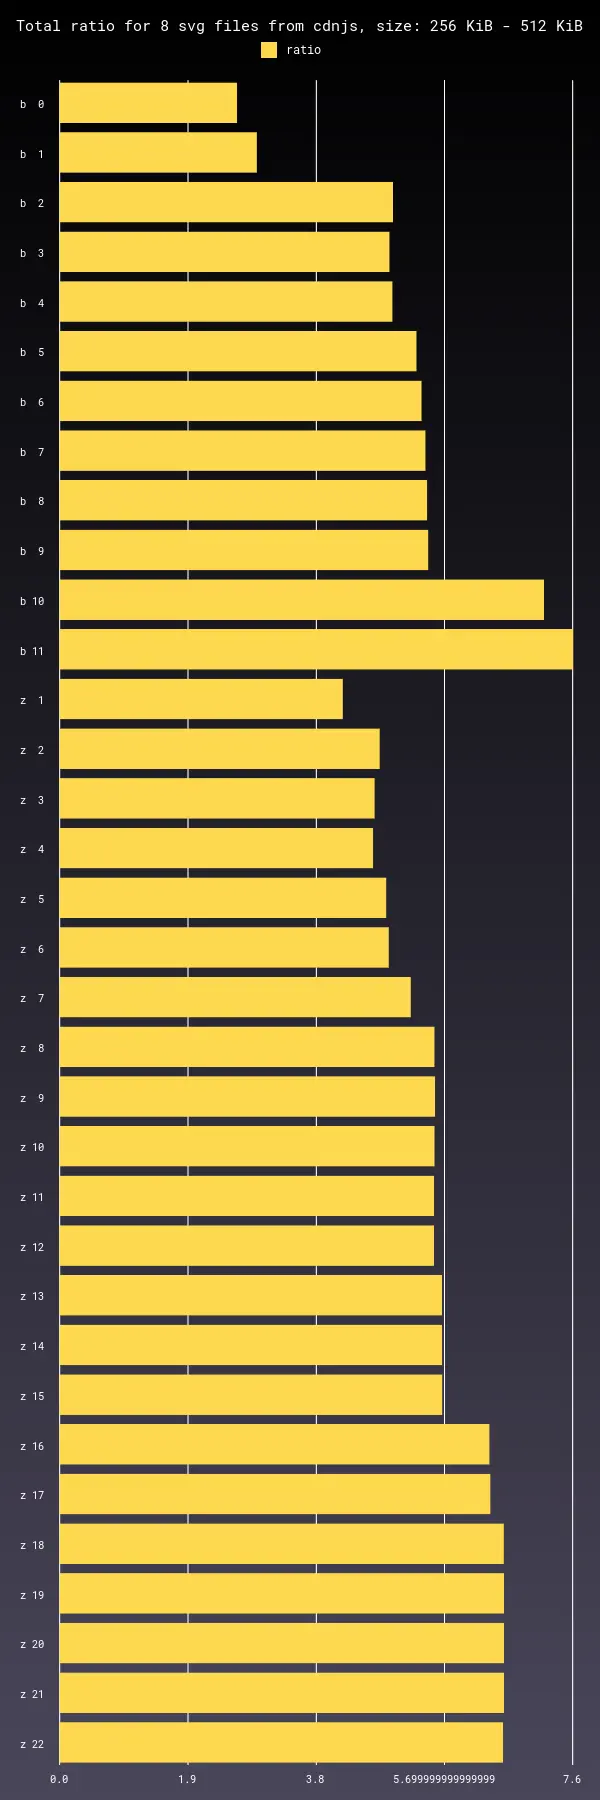 Total ratio for 8 svg files from cdnjs, size: 256 KiB - 512 KiB
ratio
b  0
b  1
b  2
b  3
b  4
b  5
b  6
b  7
b  8
b  9
b 10
b 11
z  1
z  2
z  3
z  4
z  5
z  6
z  7
z  8
z  9
z 10
z 11
z 12
z 13
z 14
z 15
z 16
z 17
z 18
z 19
z 20
z 21
z 22
0.0 1.9 3.8 5.699999999999999 7.6